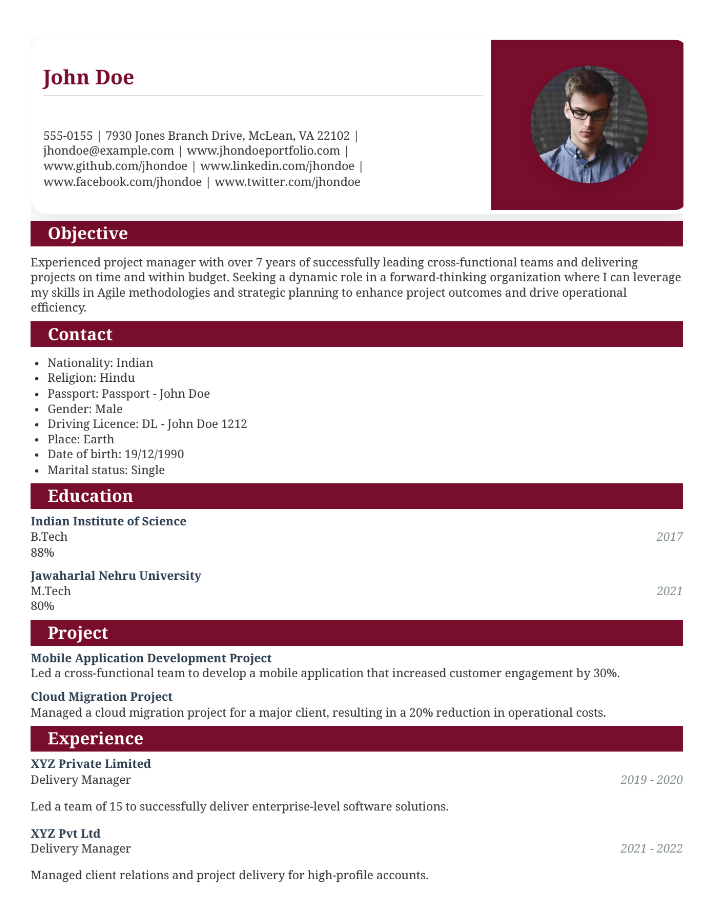 John Doe
555-0155 | 7930 Jones Branch Drive, McLean, VA 22102 |
jhondoe@example.com | www.jhondoeportfolio.com |
www.github.com/jhondoe | www.linkedin.com/jhondoe |
www.facebook.com/jhondoe | www.twitter.com/jhondoe
Objective
Experienced project manager with over 7 years of successfully leading cross-functional teams and delivering
projects on time and within budget. Seeking a dynamic role in a forward-thinking organization where I can leverage
my skills in Agile methodologies and strategic planning to enhance project outcomes and drive operational
efficiency.
Contact
• Nationality: Indian
• Religion: Hindu
• Passport: Passport - John Doe
• Gender: Male
• Driving Licence: DL - John Doe 1212
• Place: Earth
• Date of birth: 19/12/1990
• Marital status: Single
Education
Indian Institute of Science
B.Tech 2017
88%
Jawaharlal Nehru University
M.Tech 2021
80%
Project
Mobile Application Development Project
Led a cross-functional team to develop a mobile application that increased customer engagement by 30%.
Cloud Migration Project
Managed a cloud migration project for a major client, resulting in a 20% reduction in operational costs.
Experience
XYZ Private Limited
Delivery Manager 2019 - 2020
Led a team of 15 to successfully deliver enterprise-level software solutions.
XYZ Pvt Ltd
Delivery Manager 2021 - 2022
Managed client relations and project delivery for high-profile accounts.